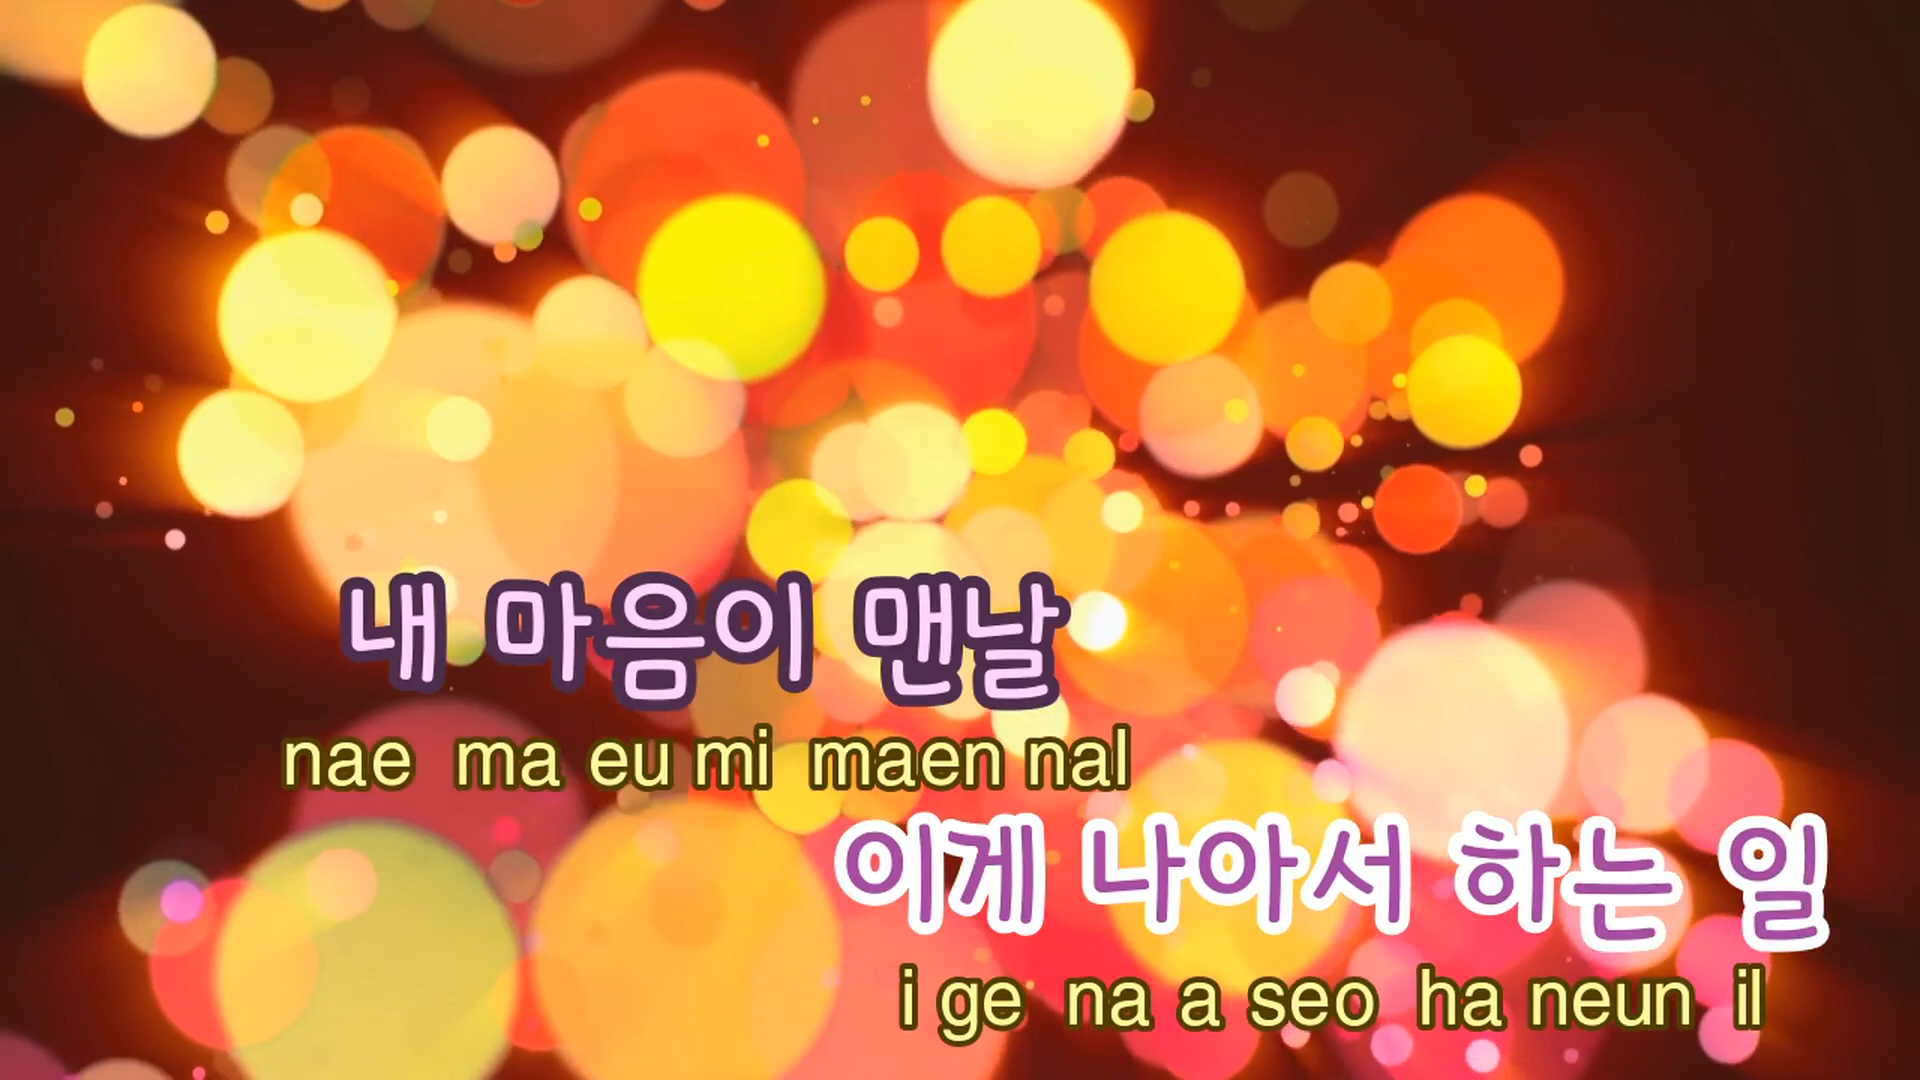 내 마음이 맨날
nae ma eu mi maen nal
이게 나아서 하는 일
i ge na a seo ha neun il